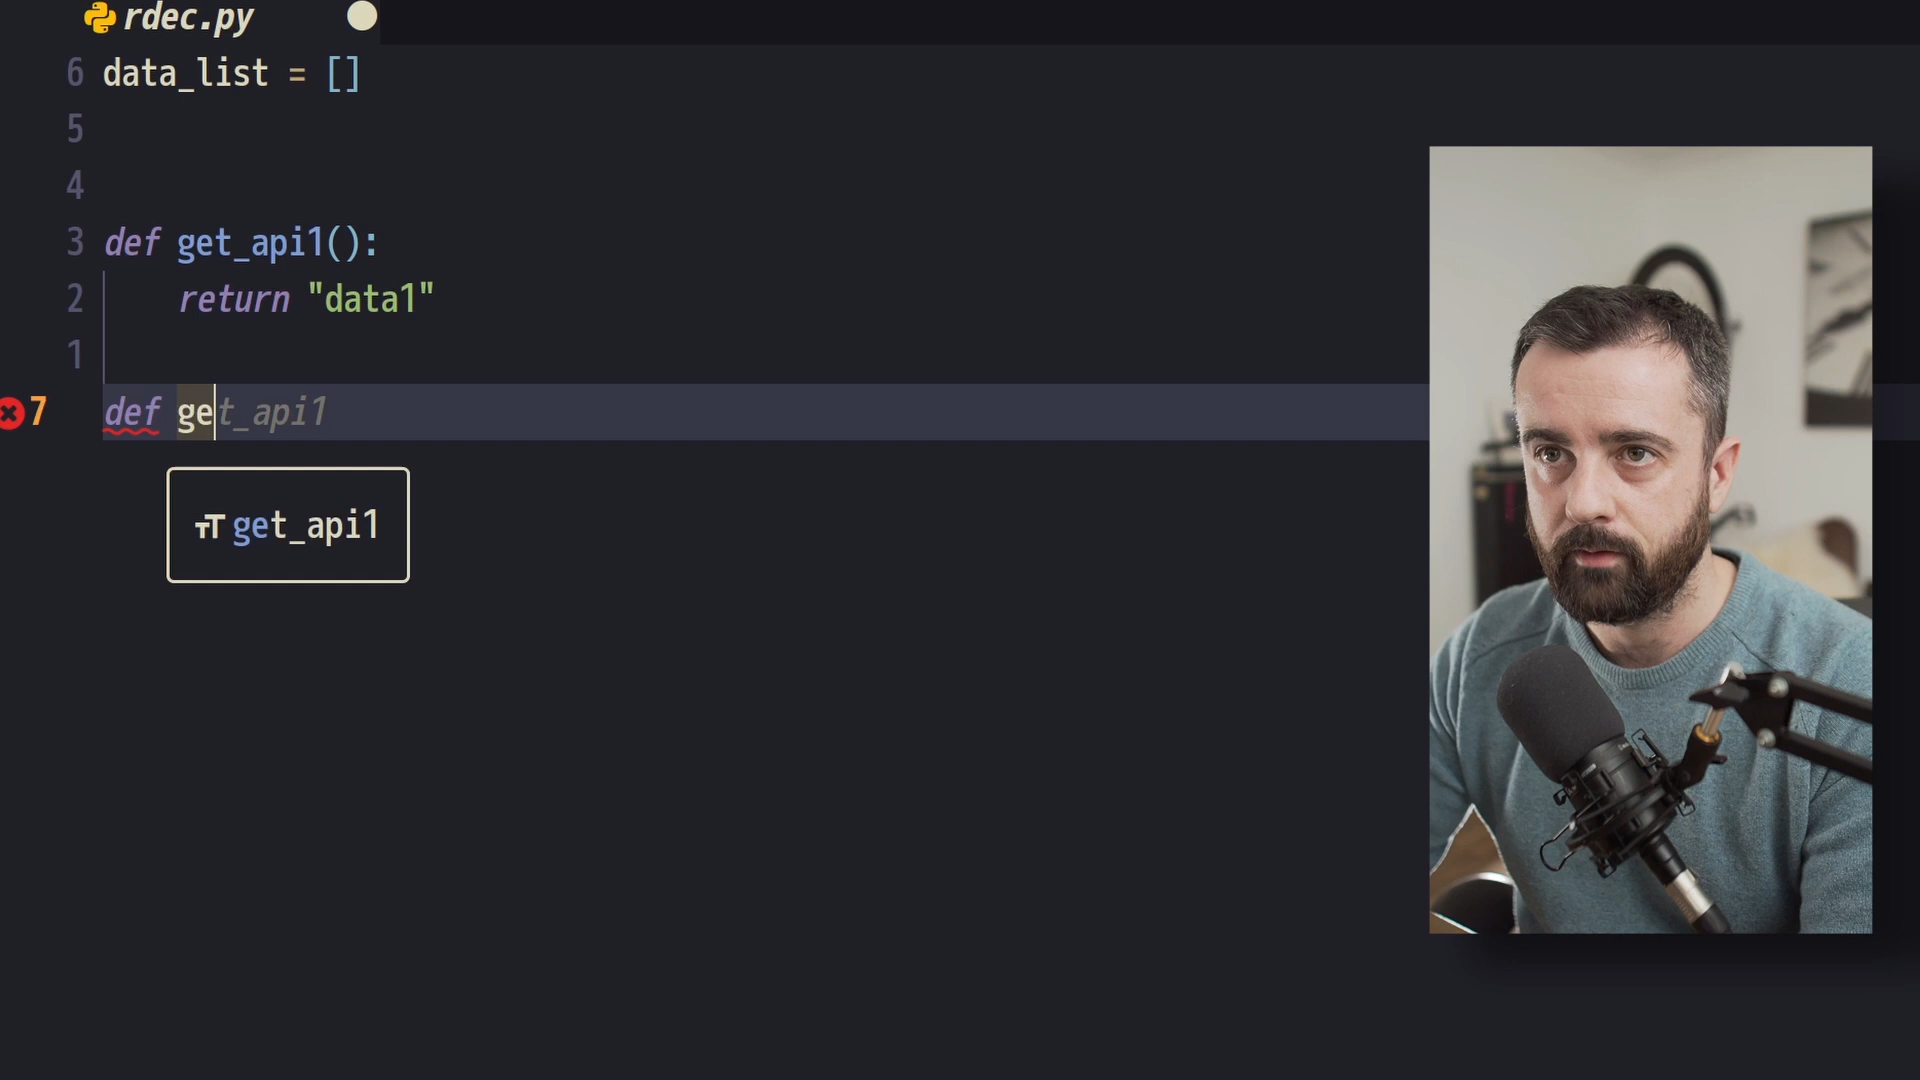 rdec.py
6 data_list = []
5
4
3 def get_api1():
2 return "data1"
1
7 def get_api1
get_api1